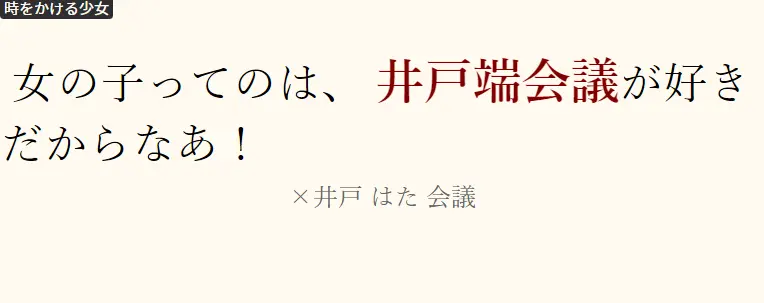 時をかける少女
女の子ってのは、 井戸端会議が好き
だからなあ！
×井戸 はた 会議